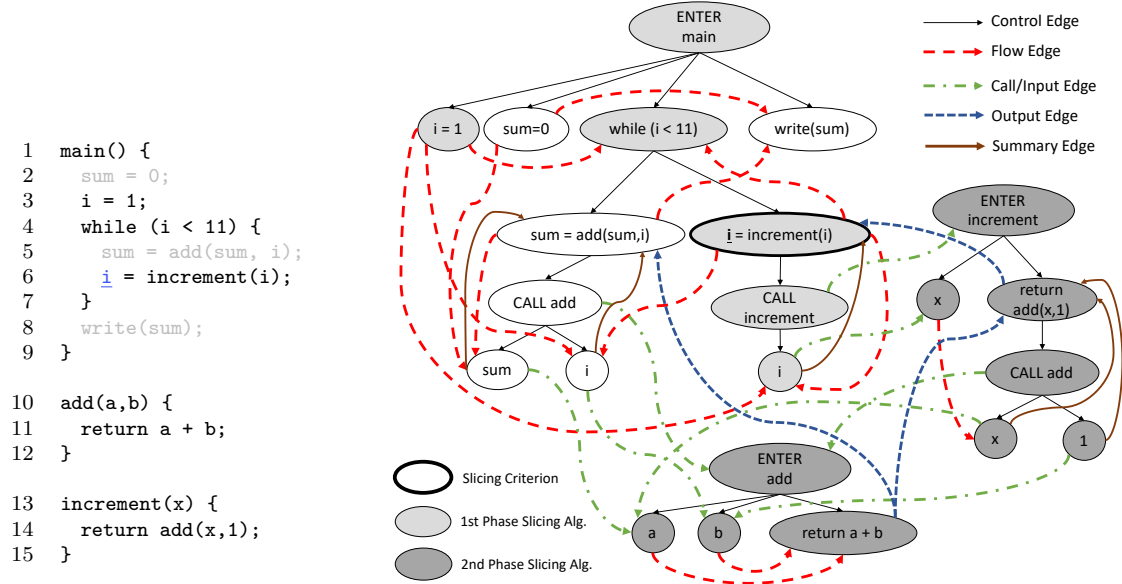 1 main() {
2 sum = 0;
3 i = 1;
4 while (i < 11) {
5 sum = add(sum, i);
6 i = increment(i);
7 }
8 write(sum);
9 }
10 add(a,b) {
11 return a + b;
12 }
13 increment(x) {
14 return add(x,1);
15 }
ENTER
main
i = 1
sum=0
while (i < 11)
write(sum)
sum = add(sum,i)
i = increment(i)
CALL add
CALL
increment
sum
i
i
ENTER
increment
x
return
add(x,1)
CALL add
x
1
ENTER
add
a
b
return a + b
Control Edge
Flow Edge
Call/Input Edge
Output Edge
Summary Edge
Slicing Criterion
1st Phase Slicing Alg.
2nd Phase Slicing Alg.